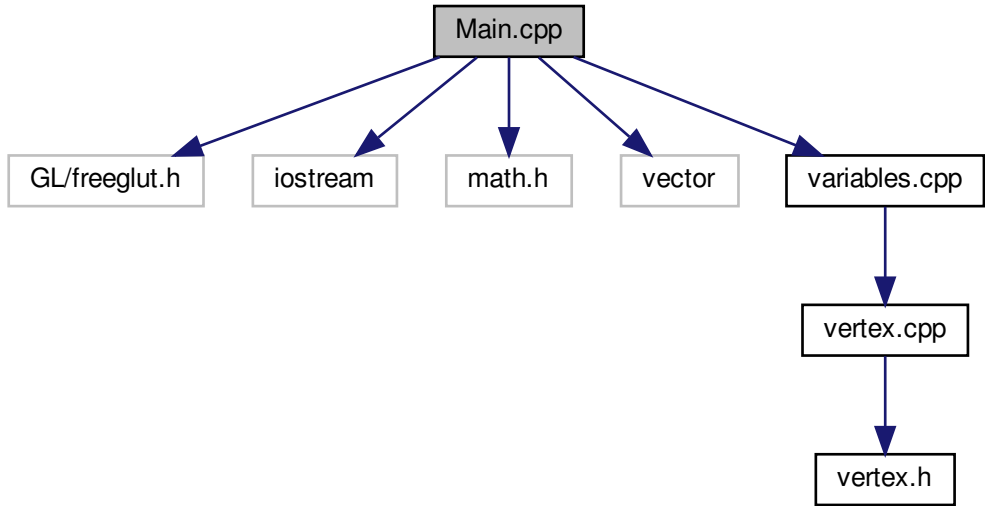 Main.cpp
GL/freeglut.h
iostream
math.h
vector
variables.cpp
vertex.cpp
vertex.h